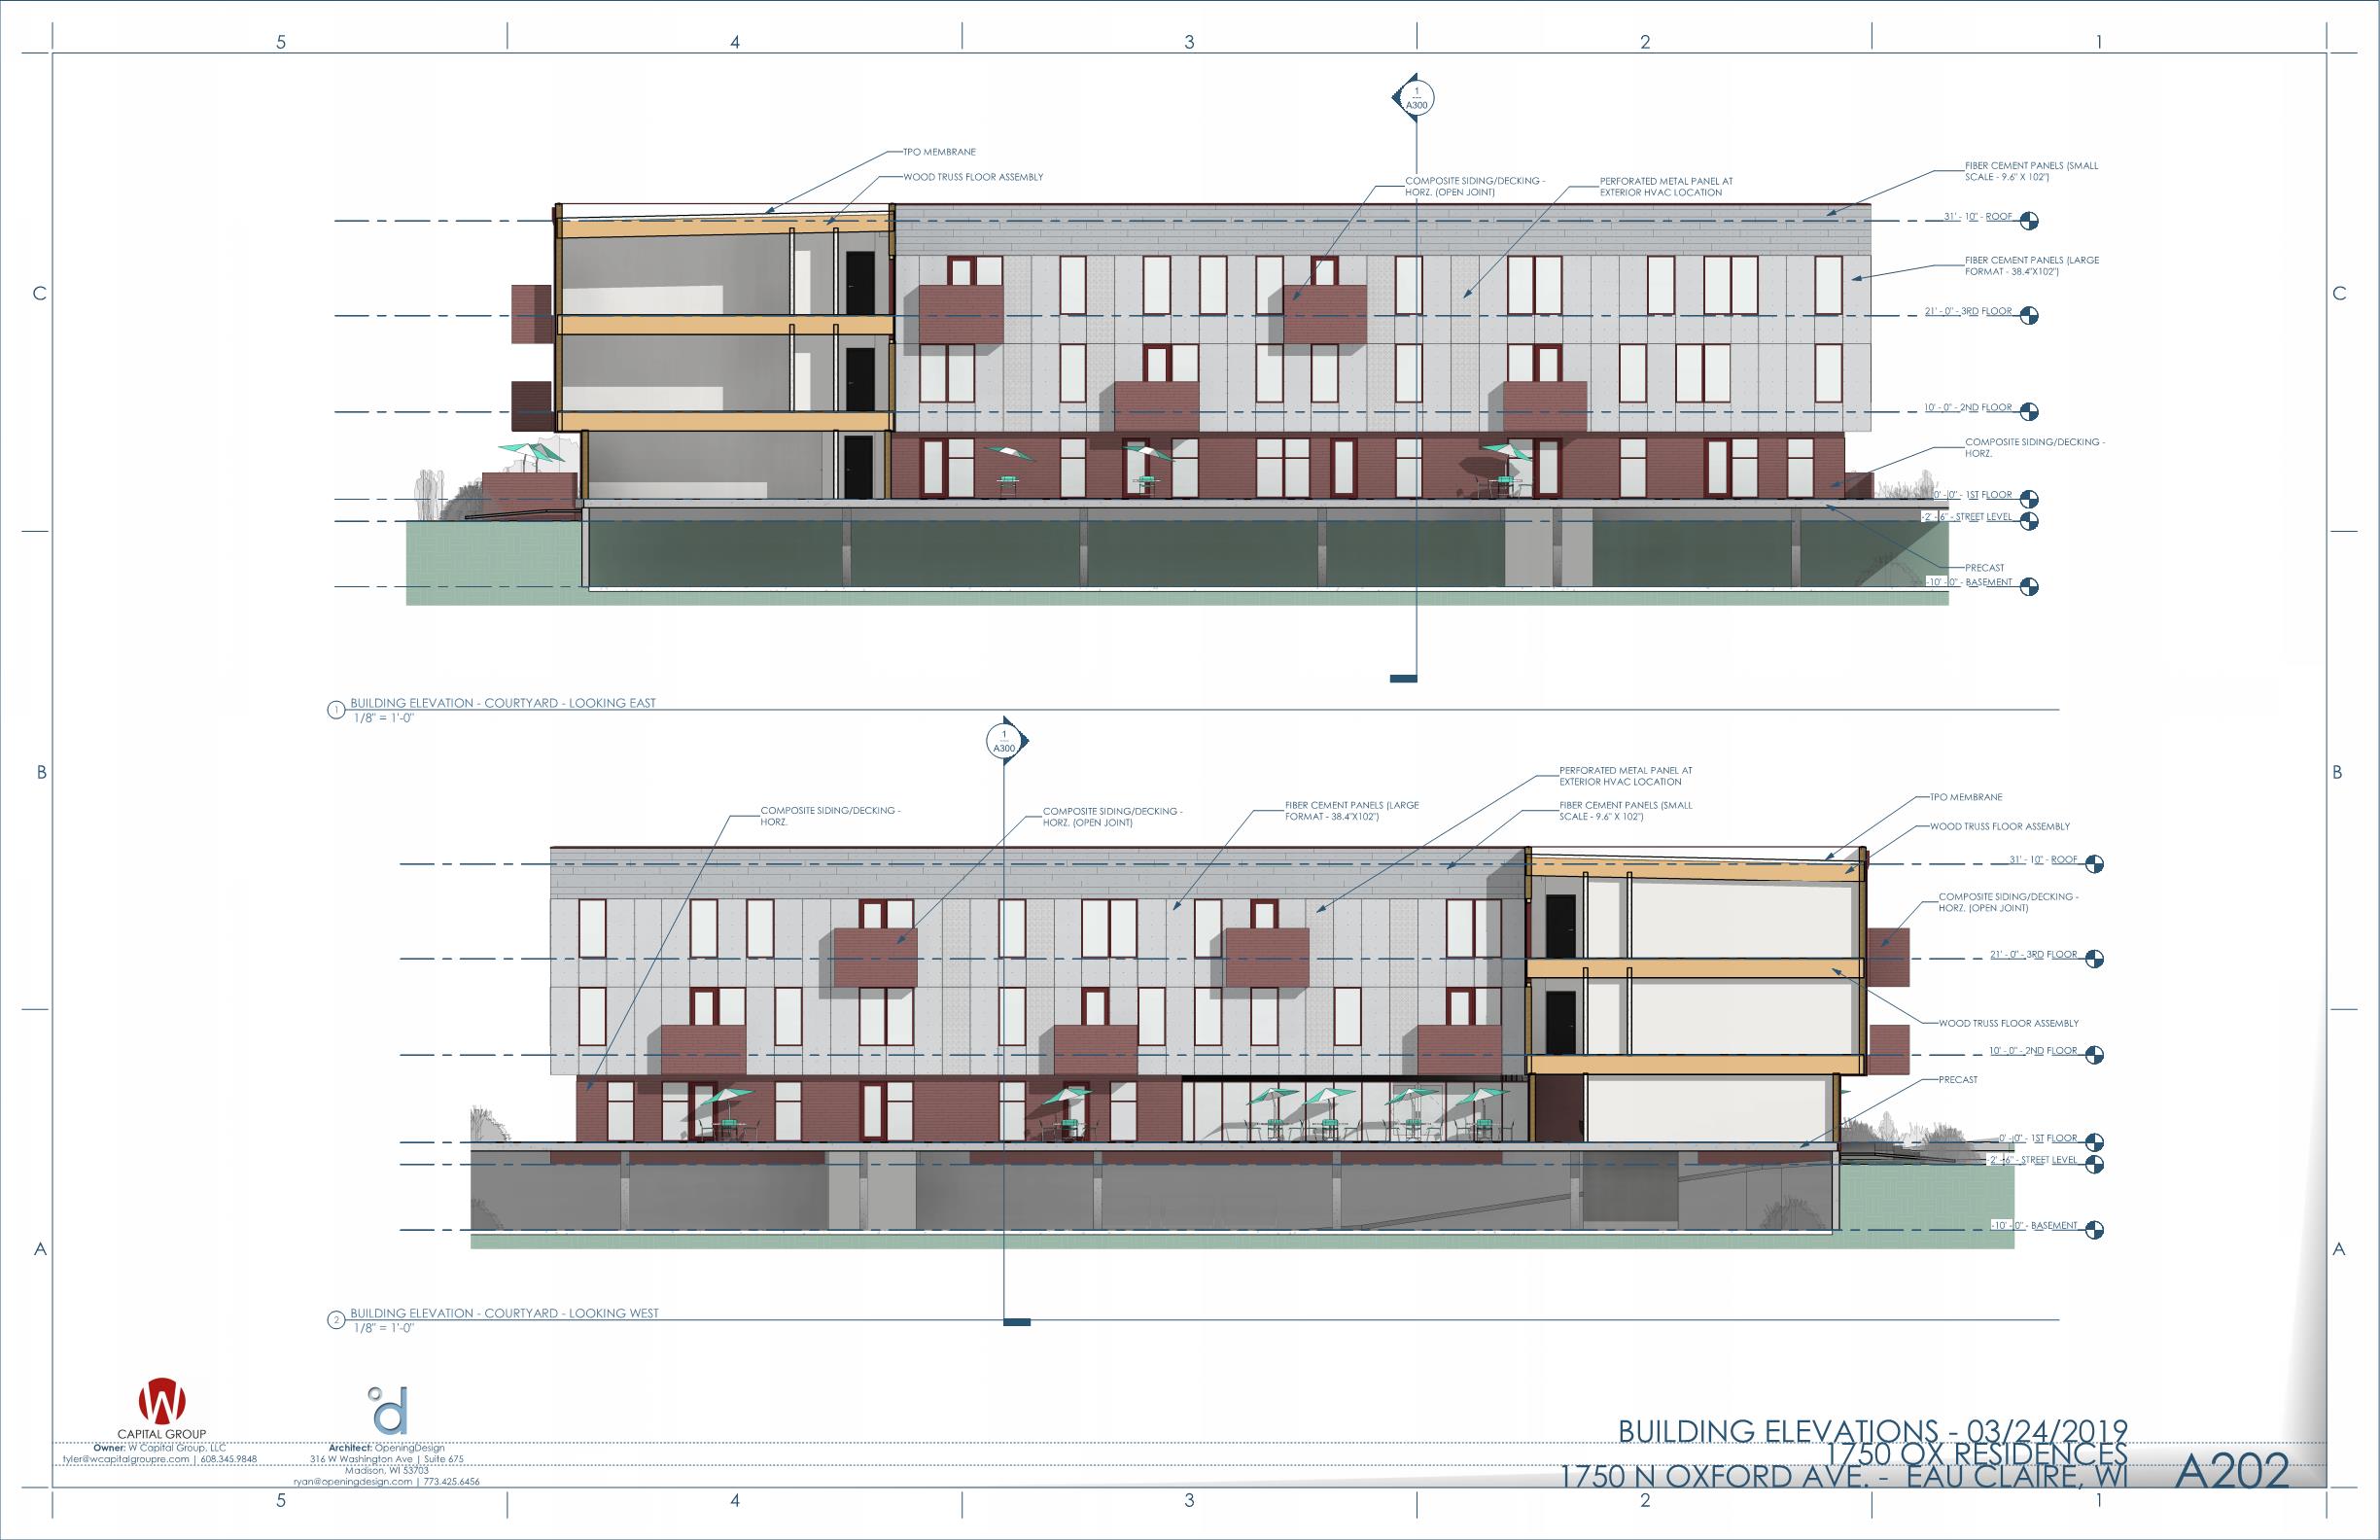 5
4
3
2
1
1
A300
TPO MEMBRANE
WOOD TRUSS FLOOR ASSEMBLY
COMPOSITE SIDING/DECKING -
HORZ. (OPEN JOINT)
PERFORATED METAL PANEL AT
EXTERIOR HVAC LOCATION
FIBER CEMENT PANELS (SMALL
SCALE - 9.6" X 102")
31' - 10" - ROOF
FIBER CEMENT PANELS (LARGE
FORMAT - 38.4"X102")
C
C
21' - 0" - 3RD FLOOR
10' - 0" - 2ND FLOOR
COMPOSITE SIDING/DECKING -
HORZ.
0' - 0" - 1ST FLOOR
-2' - 6" - STREET LEVEL
PRECAST
-10' - 0" - BASEMENT
1
BUILDING ELEVATION - COURTYARD - LOOKING EAST
1/8" = 1'-0"
1
A300
B
B
PERFORATED METAL PANEL AT
EXTERIOR HVAC LOCATION
COMPOSITE SIDING/DECKING -
HORZ.
COMPOSITE SIDING/DECKING -
HORZ. (OPEN JOINT)
FIBER CEMENT PANELS (LARGE
FORMAT - 38.4"X102")
FIBER CEMENT PANELS (SMALL
SCALE - 9.6" X 102")
TPO MEMBRANE
WOOD TRUSS FLOOR ASSEMBLY
31' - 10" - ROOF
COMPOSITE SIDING/DECKING -
HORZ. (OPEN JOINT)
21' - 0" - 3RD FLOOR
WOOD TRUSS FLOOR ASSEMBLY
10' - 0" - 2ND FLOOR
PRECAST
0' - 0" - 1ST FLOOR
-2' - 6" - STREET LEVEL
-10' - 0" - BASEMENT
A
A
2
BUILDING ELEVATION - COURTYARD - LOOKING WEST
1/8" = 1'-0"
W
CAPITAL GROUP
Owner: W Capital Group, LLC
tyler@wcapitalgroupre.com | 608.345.9848
d
Architect: OpeningDesign
316 W Washington Ave | Suite 675
Madison, WI 53703
ryan@openingdesign.com | 773.425.6456
BUILDING ELEVATIONS - 03/24/2019
1750 OX RESIDENCES
1750 N OXFORD AVE. - EAU CLAIRE, WI
A202
5
4
3
2
1